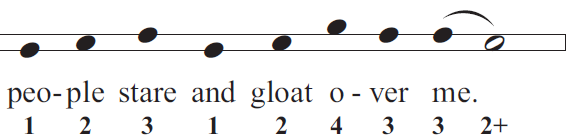 peo-ple stare and gloat o - ver me.
1 2 3 1 2 4 3 3 2+